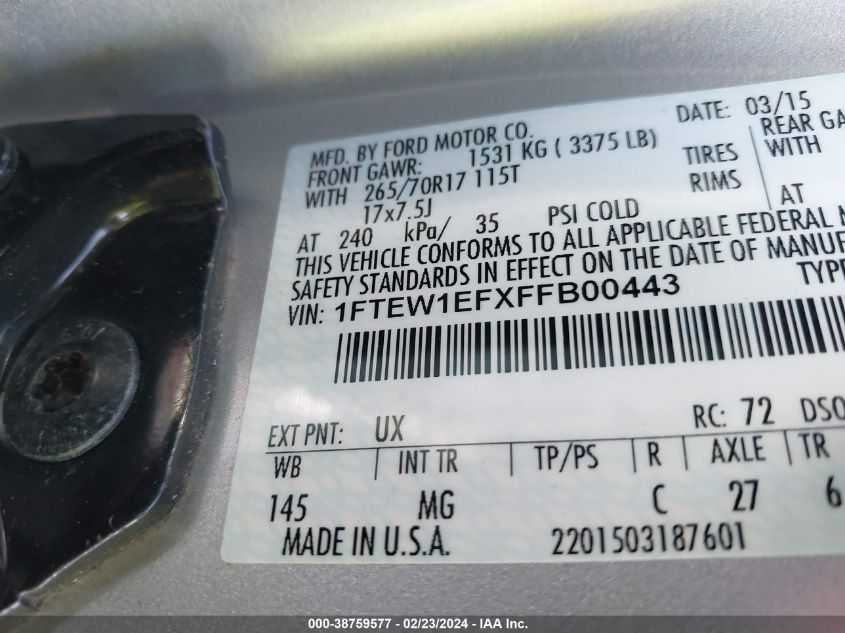 MFD. BY FORD MOTOR CO. DATE: 03/15
FRONT GAWR: 1531 KG ( 3375 LB) REAR GA
WITH 265/70R17 115T TIRES WITH
17x7.5J RIMS
AT 240 kPa/ 35 PSI COLD AT
THIS VEHICLE CONFORMS TO ALL APPLICABLE FEDERAL
SAFETY STANDARDS IN EFFECT ON THE DATE OF MANUF
VIN: 1FTEW1EFXFFB00443 TYPE
EXT PNT: UX RC: 72 DSO
WB INT TR TP/PS R AXLE TR
145 MG C 27 6
MADE IN U.S.A. 2201503187601
000-38759577 - 02/23/2024 - IAA Inc.